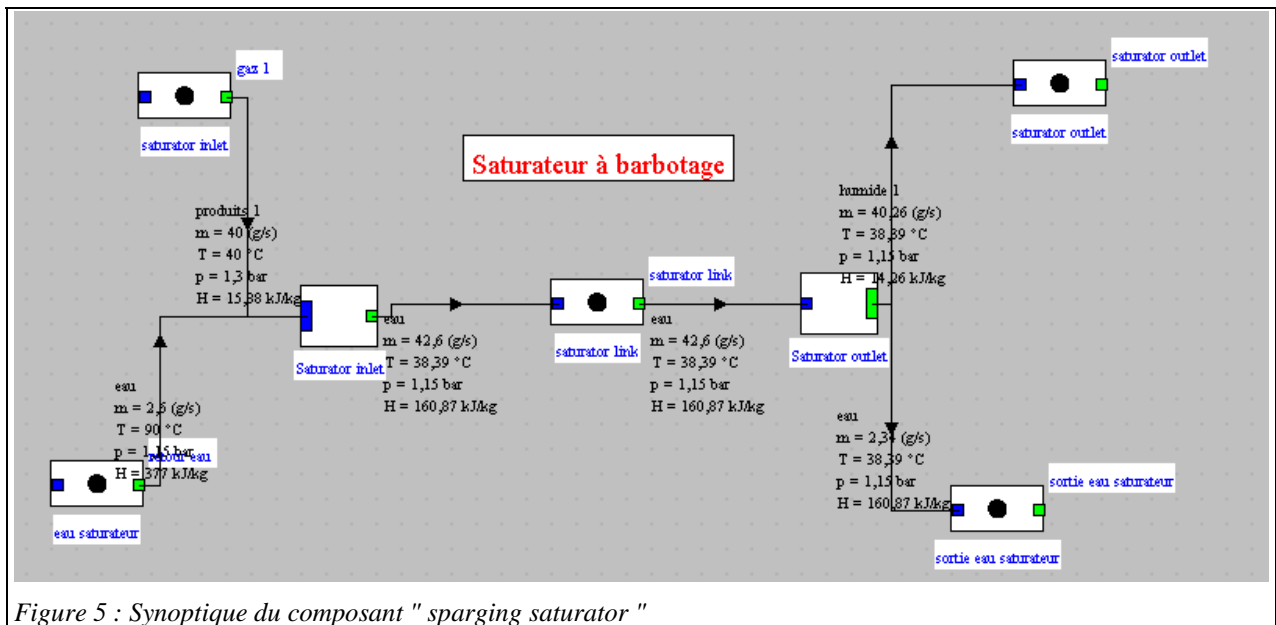 gaz 1
saturator inlet
saturator outlet
saturator outlet
Saturateur à barbotage
produits 1
m = 40 (g/s)
T = 40 °C
p = 1,3 bar
H = 15,88 kJ/kg
humide 1
m = 40,26 (g/s)
T = 38,39 °C
p = 1,15 bar
H = 14,26 kJ/kg
Saturator inlet
eau
m = 42,6 (g/s)
T = 38,39 °C
p = 1,15 bar
H = 160,87 kJ/kg
saturator link
saturator link
eau
m = 42,6 (g/s)
T = 38,39 °C
p = 1,15 bar
H = 160,87 kJ/kg
Saturator outlet
eau
m = 2,6 (g/s)
T = 90 °C
p = 1,15 bar
H = 377 kJ/kg
retour eau
eau saturateur
eau
m = 2,34 (g/s)
T = 38,39 °C
p = 1,15 bar
H = 160,87 kJ/kg
sortie eau saturateur
sortie eau saturateur
Figure 5 : Synoptique du composant " sparging saturator "